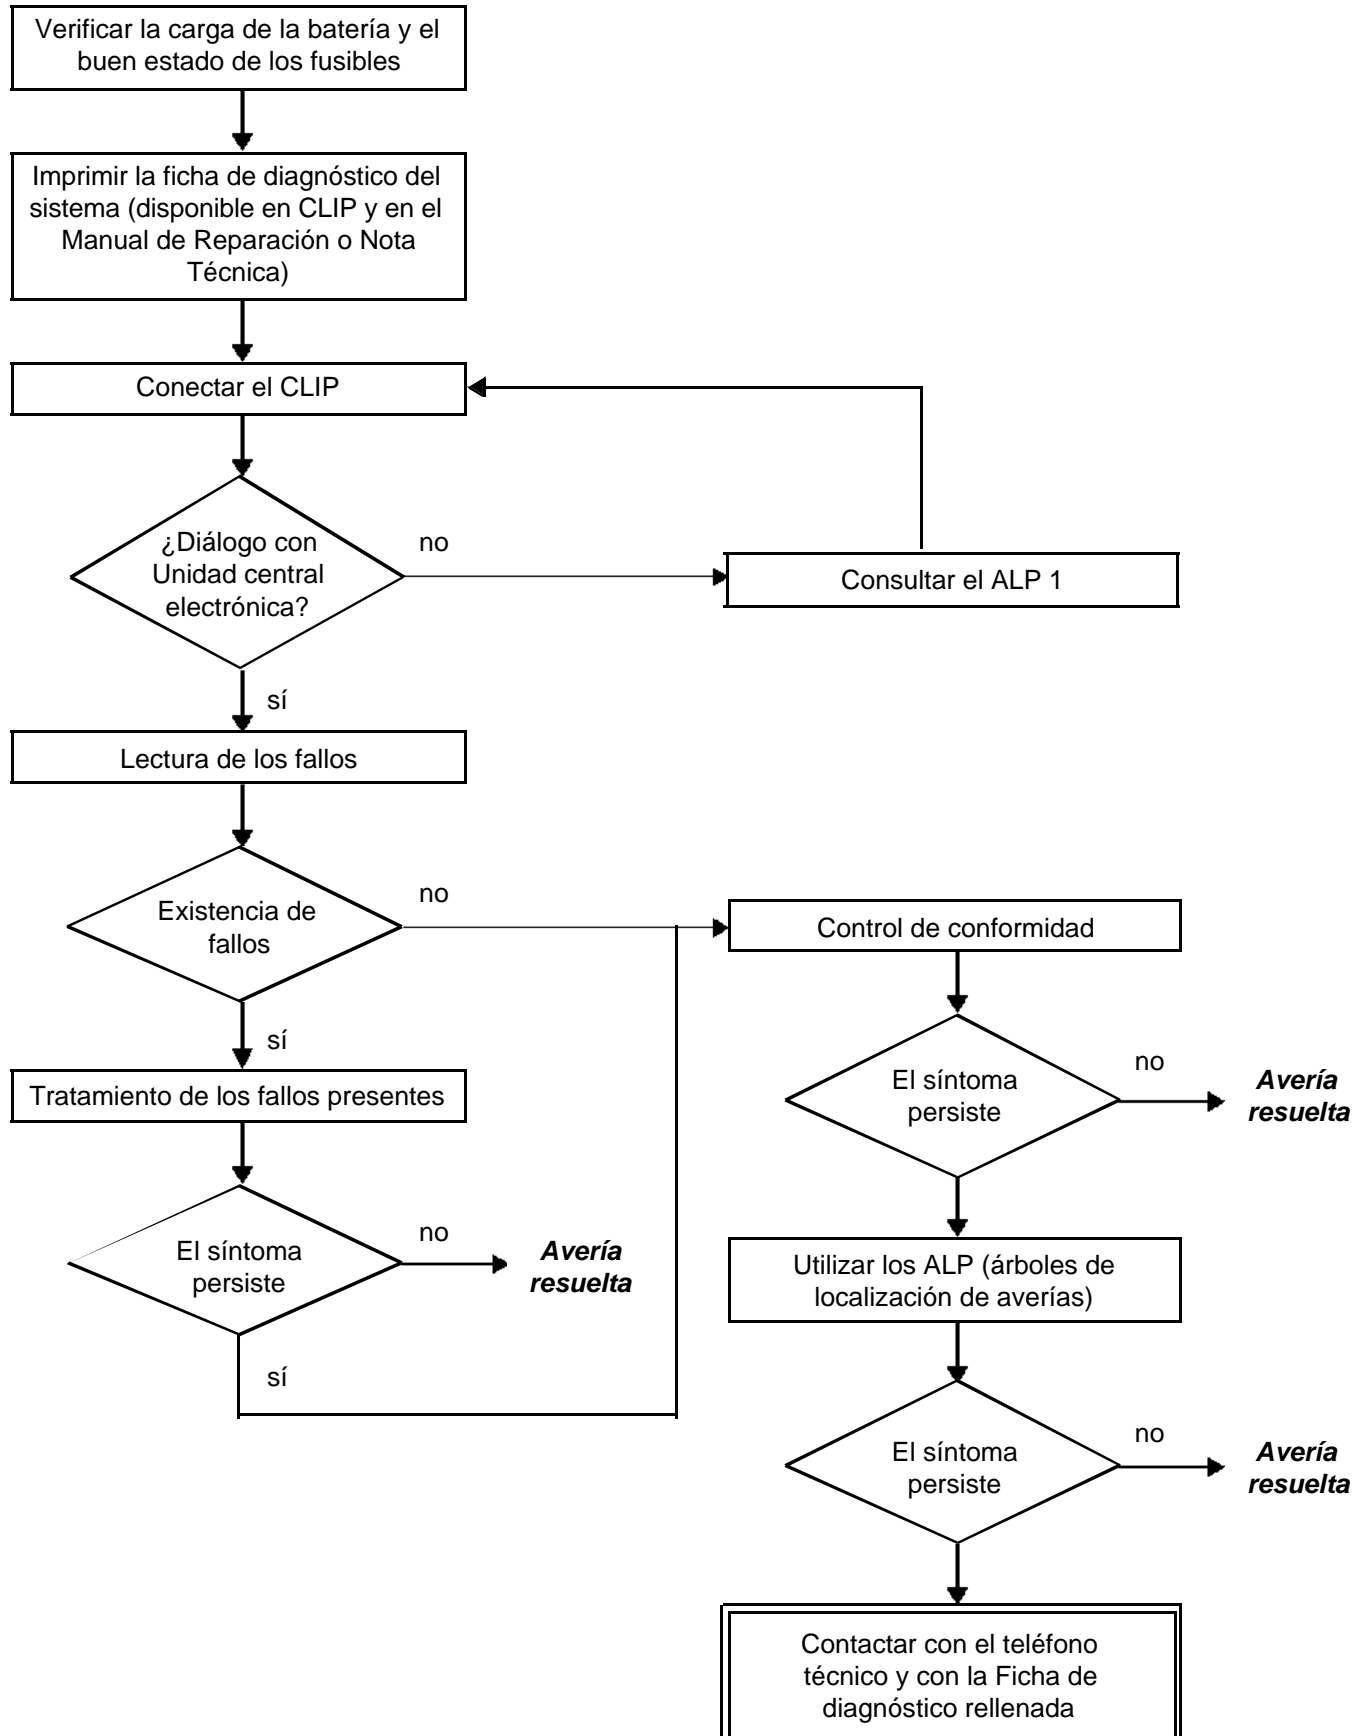 Verificar la carga de la batería y el
buen estado de los fusibles
Imprimir la ficha de diagnóstico del
sistema (disponible en CLIP y en el
Manual de Reparación o Nota
Técnica)
Conectar el CLIP
¿Diálogo con
Unidad central
electrónica?
no
Consultar el ALP 1
sí
Lectura de los fallos
Existencia de
fallos
no
Control de conformidad
sí
Tratamiento de los fallos presentes
El síntoma
persiste
no
Avería
resuelta
sí
El síntoma
persiste
no
Avería
resuelta
Utilizar los ALP (árboles de
localización de averías)
El síntoma
persiste
no
Avería
resuelta
Contactar con el teléfono
técnico y con la Ficha de
diagnóstico rellenada